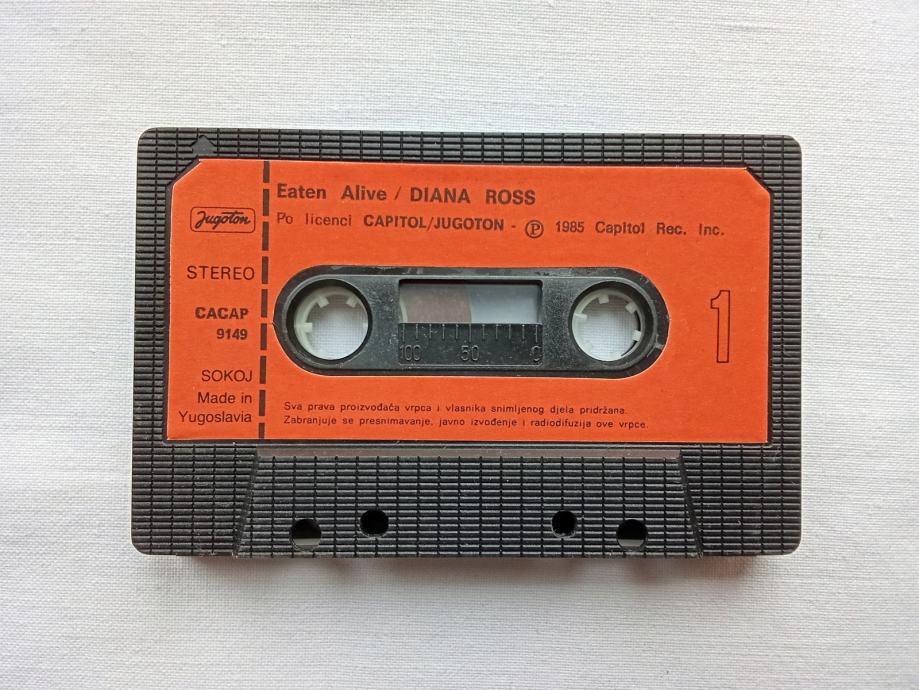 Eaten Alive / DIANA ROSS
Po licenci CAPITOL/JUGOTON - Ⓟ 1985 Capitol Rec. Inc.
Jugoton
STEREO
CACAP
9149
SOKOJ
Made in
Yugoslavia
100 50 0
1
Sva prava proizvođača vrpca i vlasnika snimljenog djela pridržana.
Zabranjuje se presnimavanje, javno izvođenje i radiodifuzija ove vrpce.